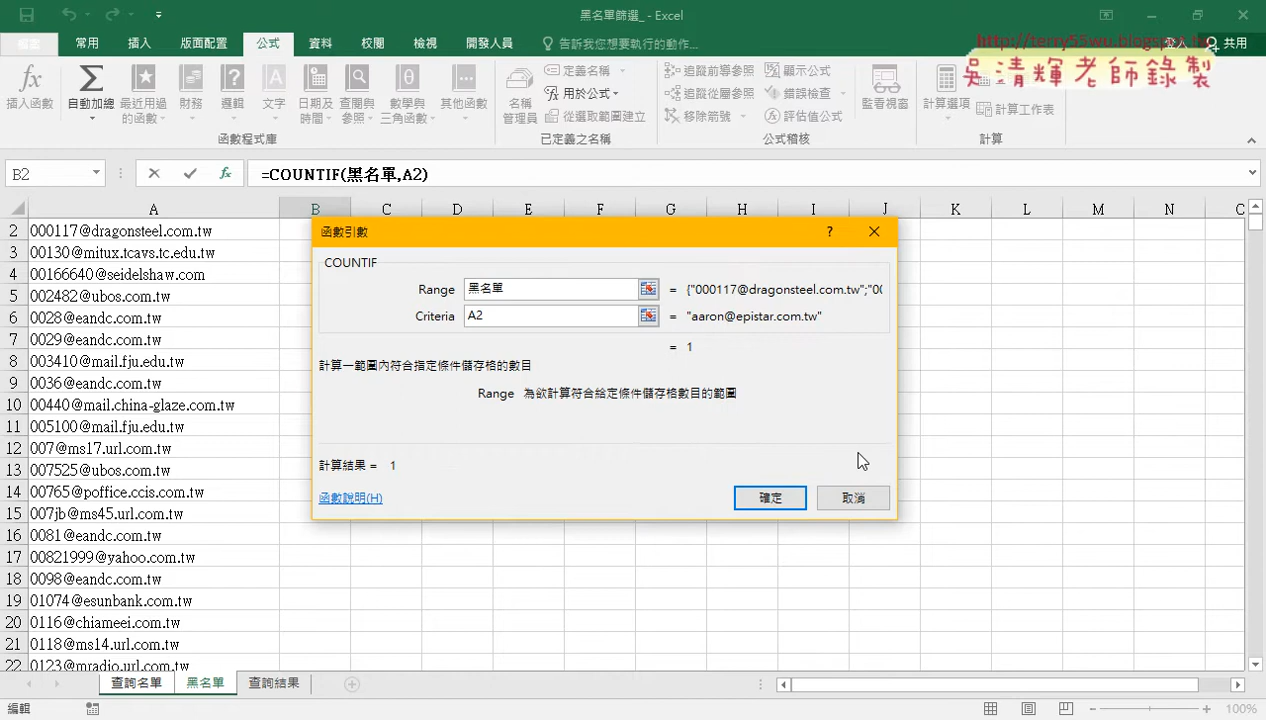 黑名單篩選_ - Excel
http://terry55wu.blogspot.tw
吳清輝老師錄製
檔案 常用 插入 版面配置 公式 資料 校閱 檢視 開發人員 告訴我您想要執行的動作... 登入 共用
插入函數 自動加總 最近用過的函數 財務 邏輯 文字 日期及時間 查閱與參照 數學與三角函數 其他函數 名稱管理員 定義名稱 用於公式 從選取範圍建立 追蹤前導參照 追蹤從屬參照 移除箭號 顯示公式 錯誤檢查 評估值公式 監看視窗 計算選項 計算工作表
函數程式庫 已定義之名稱 公式稽核 計算
B2 fx =COUNTIF(黑名單,A2)
A B C D E F G H I J K L M N
2 000117@dragonsteel.com.tw
3 00130@mitux.tcavs.tc.edu.tw
4 00166640@seidelshaw.com
5 002482@ubos.com.tw
6 0028@eandc.com.tw
7 0029@eandc.com.tw
8 003410@mail.fju.edu.tw
9 0036@eandc.com.tw
10 00440@mail.china-glaze.com.tw
11 005100@mail.fju.edu.tw
12 007@ms17.url.com.tw
13 007525@ubos.com.tw
14 00765@poffice.ccis.com.tw
15 007jb@ms45.url.com.tw
16 0081@eandc.com.tw
17 00821999@yahoo.com.tw
18 0098@eandc.com.tw
19 01074@esunbank.com.tw
20 0116@chiameei.com.tw
21 0118@ms14.url.com.tw
22 0123@mradio.url.com.tw
函數引數 ?
COUNTIF
Range 黑名單 = {"000117@dragonsteel.com.tw";"00
Criteria A2 = "aaron@epistar.com.tw"
= 1
計算一範圍內符合指定條件儲存格的數目
Range 為欲計算符合給定條件儲存格數目的範圍
計算結果 = 1
函數說明(H) 確定 取消
查詢名單 黑名單 查詢結果
編輯 100%